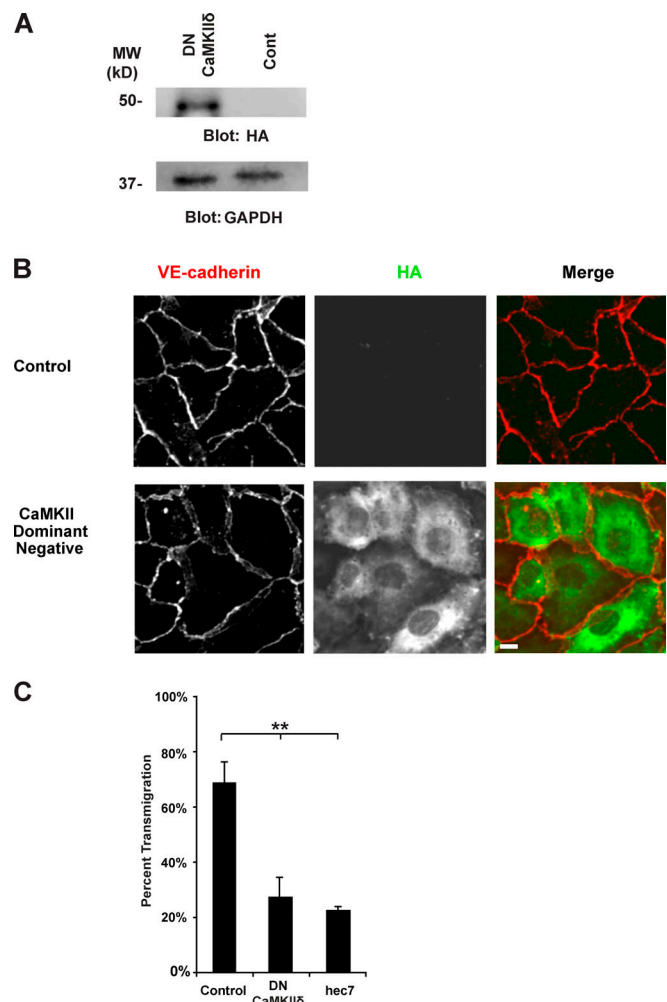 A
MW
(kD)
DN
CaMKIIδ
Cont
50-
Blot: HA
37-
Blot: GAPDH
B
VE-cadherin
HA
Merge
Control
CaMKII
Dominant
Negative
C
Percent Transmigration
100%
80%
60%
40%
20%
0%
**
Control
DN
CaMKIIδ
hec7